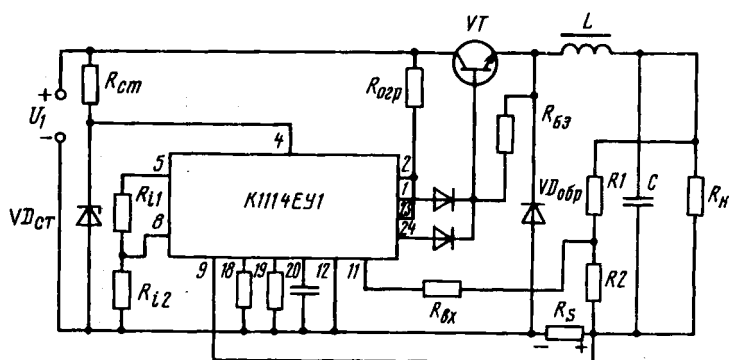 VT
L
Rст
Rогр
+
U1
-
Rбэ
4
5
2
1
13
24
Ri1
К1114ЕУ1
VDст
8
VDобр
R1
C
Rн
Ri2
9
18
19
20
12
11
Rвх
R2
RS
- +